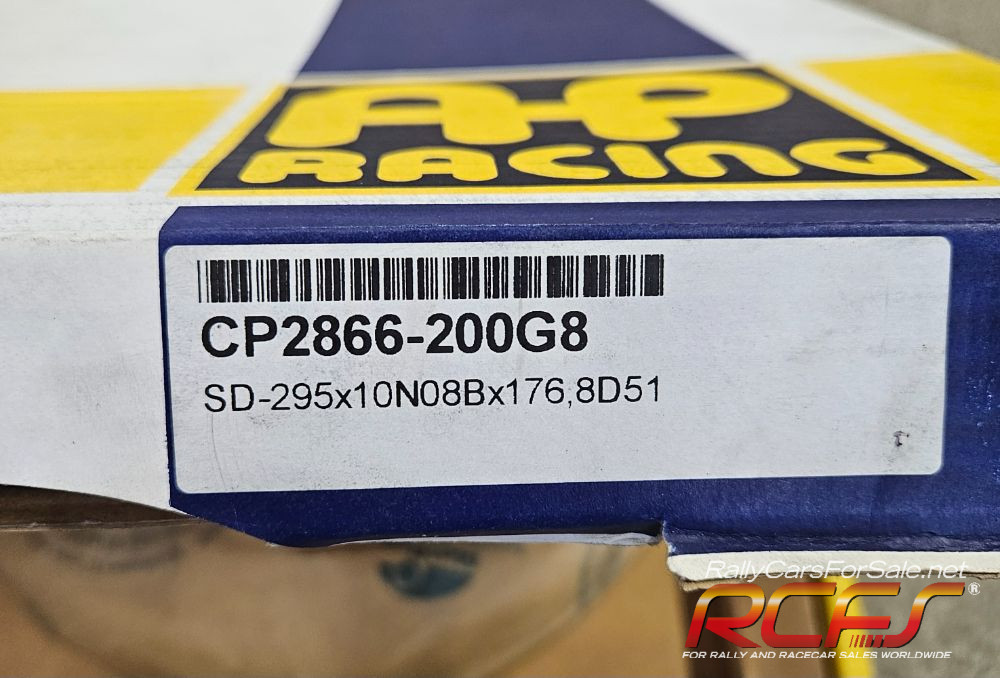 AP
RACING
CP2866-200G8
SD-295x10N08Bx176,8D51
RallyCarsForSale.net
RCFS®
FOR RALLY AND RACECAR SALES WORLDWIDE